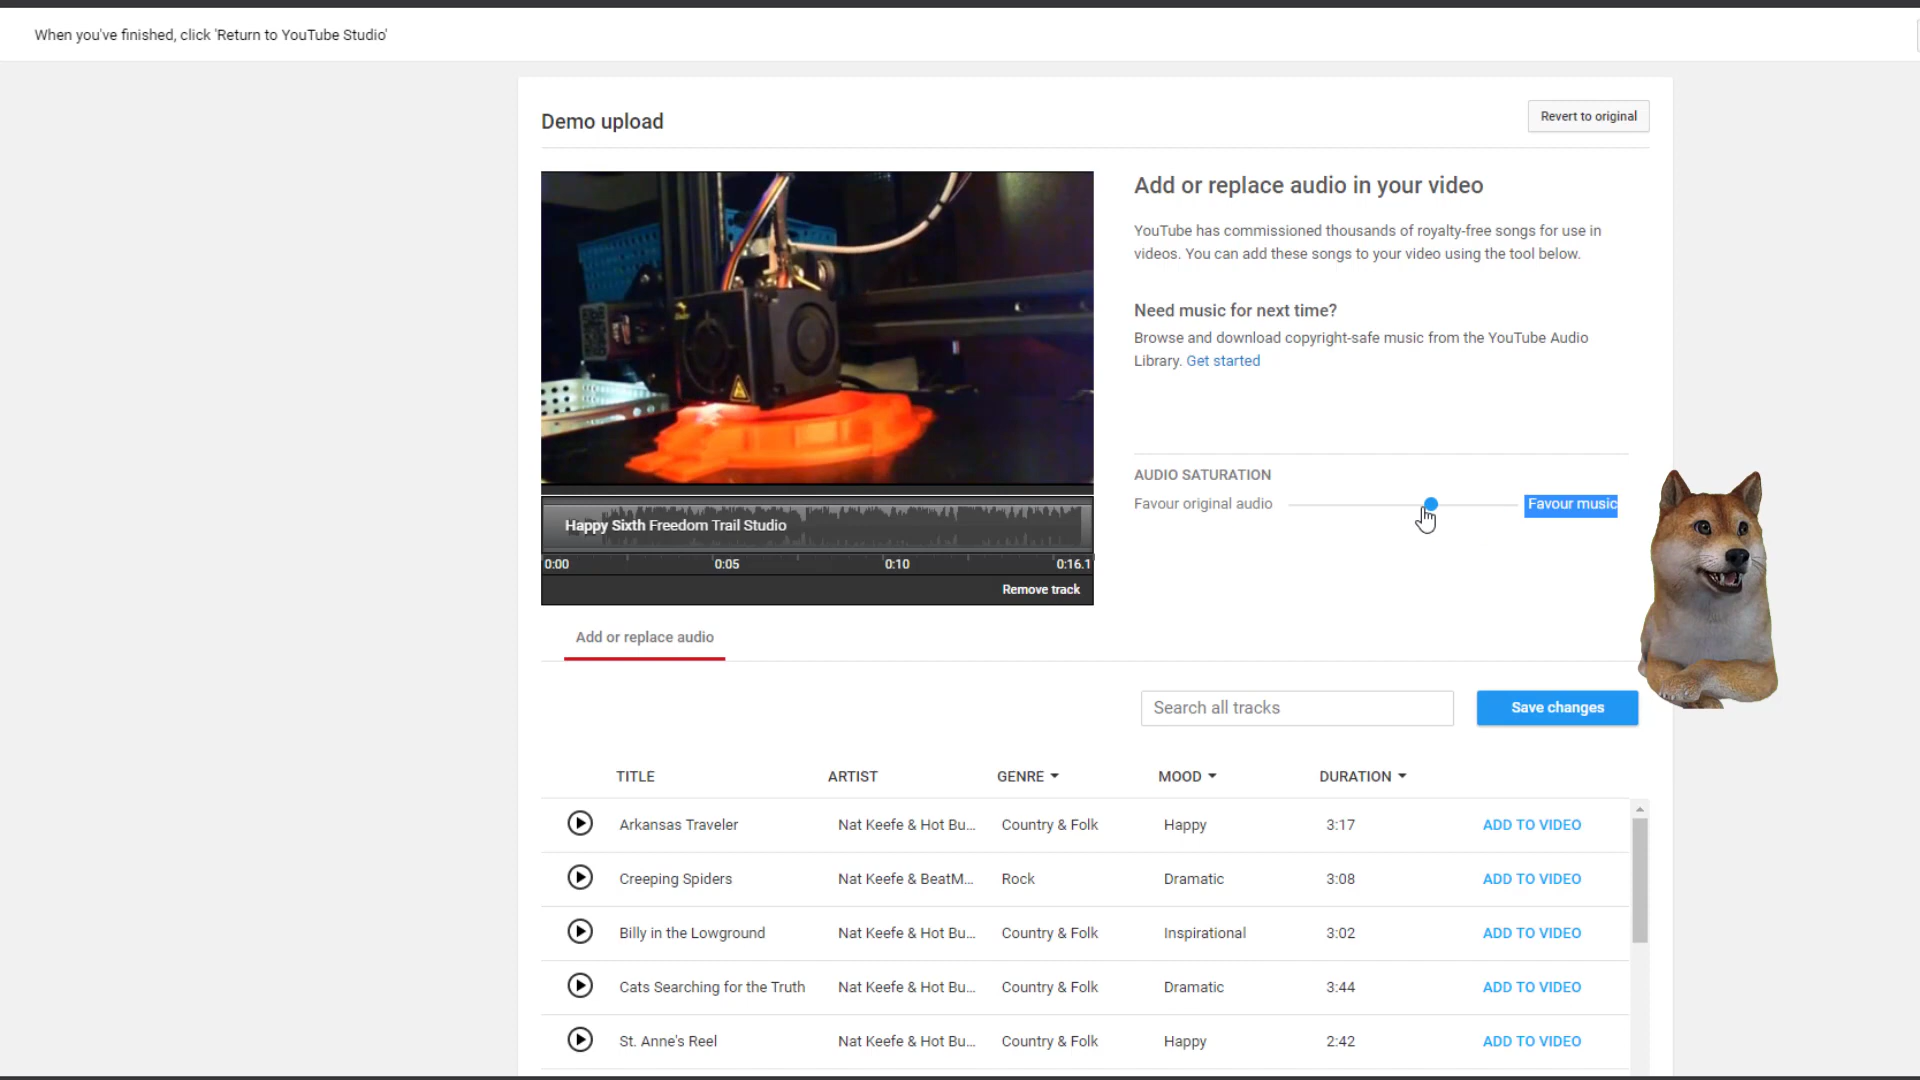 When you've finished, click 'Return to YouTube Studio'
Demo upload
Revert to original
Add or replace audio in your video
YouTube has commissioned thousands of royalty-free songs for use in
videos. You can add these songs to your video using the tool below.
Need music for next time?
Browse and download copyright-safe music from the YouTube Audio
Library. Get started
AUDIO SATURATION
Favour original audio
Favour music
Happy Sixth Freedom Trail Studio
0:00 0:05 0:10 0:16.1
Remove track
Add or replace audio
Search all tracks
Save changes
TITLE ARTIST GENRE MOOD DURATION
Arkansas Traveler Nat Keefe & Hot Bu... Country & Folk Happy 3:17 ADD TO VIDEO
Creeping Spiders Nat Keefe & BeatM... Rock Dramatic 3:08 ADD TO VIDEO
Billy in the Lowground Nat Keefe & Hot Bu... Country & Folk Inspirational 3:02 ADD TO VIDEO
Cats Searching for the Truth Nat Keefe & Hot Bu... Country & Folk Dramatic 3:44 ADD TO VIDEO
St. Anne's Reel Nat Keefe & Hot Bu... Country & Folk Happy 2:42 ADD TO VIDEO